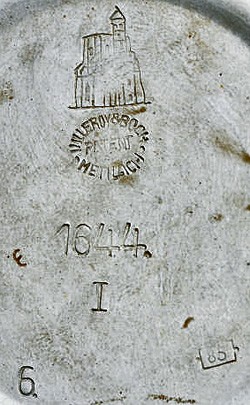 VILLEROY & BOCH
PATENT
METTLACH
1644.
I
85
6.